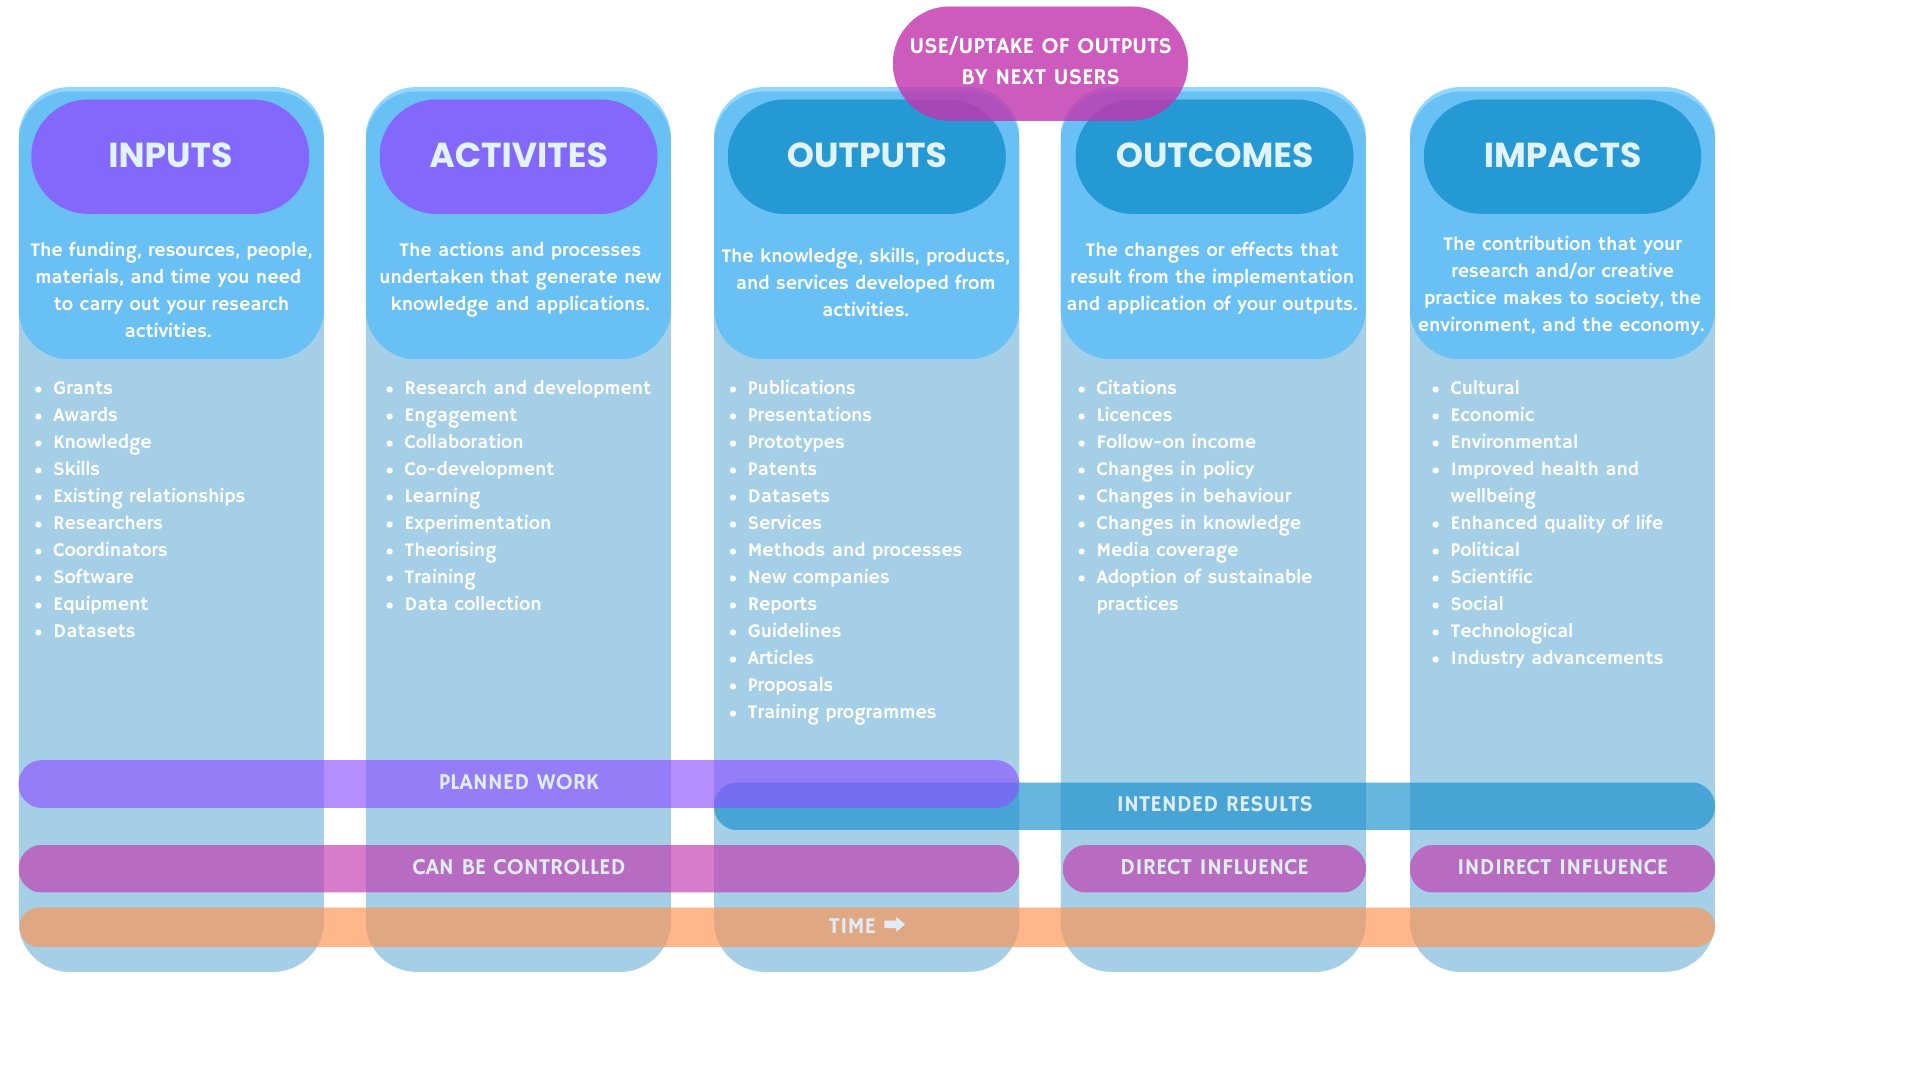 USE/UPTAKE OF OUTPUTS
BY NEXT USERS
INPUTS
The funding, resources, people,
materials, and time you need
to carry out your research
activities.
• Grants
• Awards
• Knowledge
• Skills
• Existing relationships
• Researchers
• Coordinators
• Software
• Equipment
• Datasets
ACTIVITES
The actions and processes
undertaken that generate new
knowledge and applications.
• Research and development
• Engagement
• Collaboration
• Co-development
• Learning
• Experimentation
• Theorising
• Training
• Data collection
OUTPUTS
The knowledge, skills, products,
and services developed from
activities.
• Publications
• Presentations
• Prototypes
• Patents
• Datasets
• Services
• Methods and processes
• New companies
• Reports
• Guidelines
• Articles
• Proposals
• Training programmes
OUTCOMES
The changes or effects that
result from the implementation
and application of your outputs.
• Citations
• Licences
• Follow-on income
• Changes in policy
• Changes in behaviour
• Changes in knowledge
• Media coverage
• Adoption of sustainable
practices
IMPACTS
The contribution that your
research and/or creative
practice makes to society, the
environment, and the economy.
• Cultural
• Economic
• Environmental
• Improved health and
wellbeing
• Enhanced quality of life
• Political
• Scientific
• Social
• Technological
• Industry advancements
PLANNED WORK
INTENDED RESULTS
CAN BE CONTROLLED
DIRECT INFLUENCE
INDIRECT INFLUENCE
TIME ➡